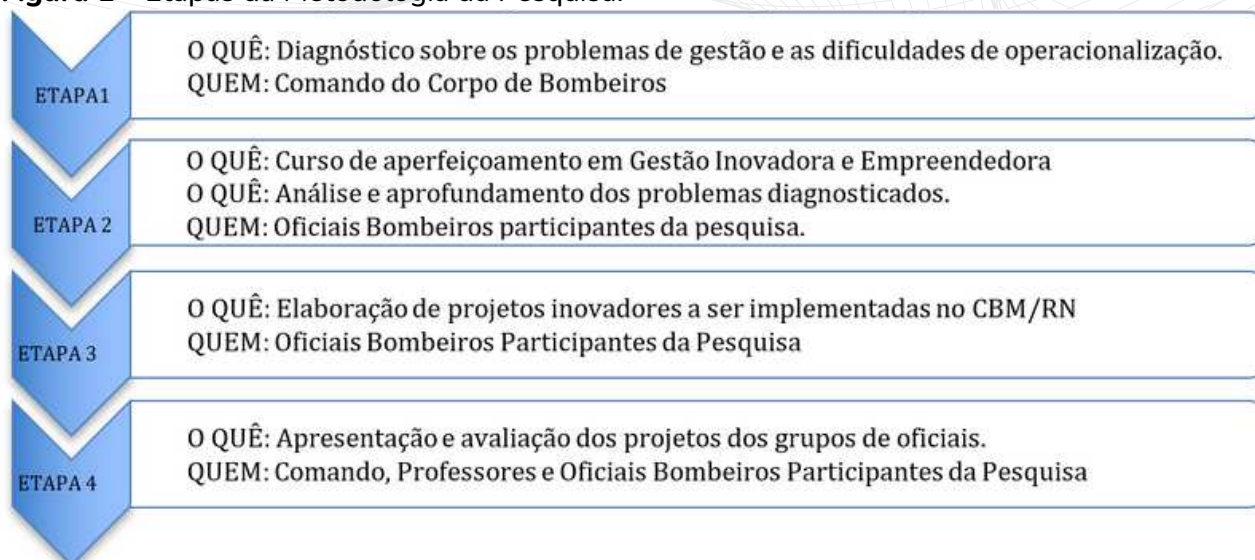 Figura 1 – Etapas da Metodologia da Pesquisa.
ETAPA1
O QUÊ: Diagnóstico sobre os problemas de gestão e as dificuldades de operacionalização.
QUEM: Comando do Corpo de Bombeiros
ETAPA 2
O QUÊ: Curso de aperfeiçoamento em Gestão Inovadora e Empreendedora
O QUÊ: Análise e aprofundamento dos problemas diagnosticados.
QUEM: Oficiais Bombeiros participantes da pesquisa.
ETAPA 3
O QUÊ: Elaboração de projetos inovadores a ser implementadas no CBM/RN
QUEM: Oficiais Bombeiros Participantes da Pesquisa
ETAPA 4
O QUÊ: Apresentação e avaliação dos projetos dos grupos de oficiais.
QUEM: Comando, Professores e Oficiais Bombeiros Participantes da Pesquisa